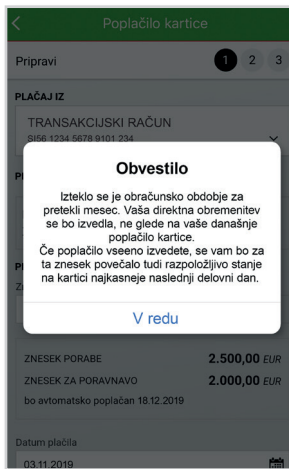 Poplačilo kartice
Pripravi
1 2 3
PLAČAJ IZ
TRANSAKCIJSKI RAČUN
SI56 1234 5678 9101 234
Obvestilo
Izteklo se je obračunsko obdobje za
pretekli mesec. Vaša direktna obremenitev
se bo izvedla, ne glede na vaše današnje
poplačilo kartice.
Če poplačilo vseeno izvedete, se vam bo za
ta znesek povečalo tudi razpoložljivo stanje
na kartici najkasneje naslednji delovni dan.
V redu
ZNESEK PORABE 2.500,00 EUR
ZNESEK ZA PORAVNAVO 2.000,00 EUR
bo avtomatsko poplačan 18.12.2019
Datum plačila
03.11.2019